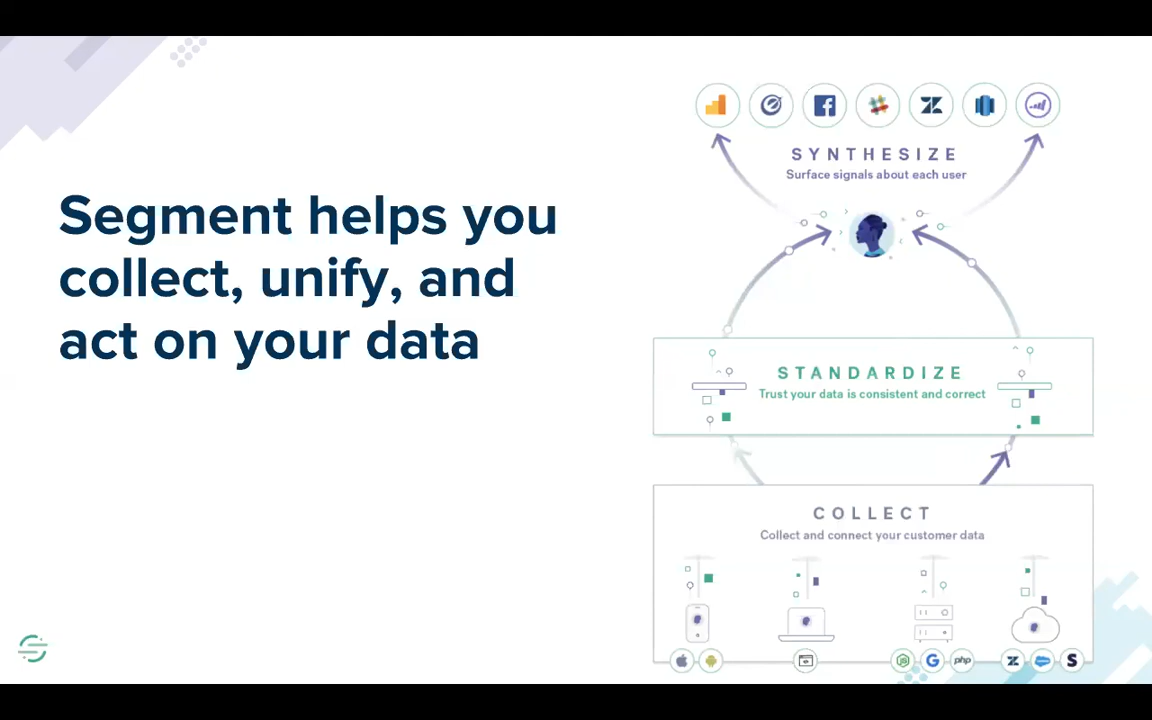 Segment helps you
collect, unify, and
act on your data
SYNTHESIZE
Surface signals about each user
STANDARDIZE
Trust your data is consistent and correct
COLLECT
Collect and connect your customer data
php